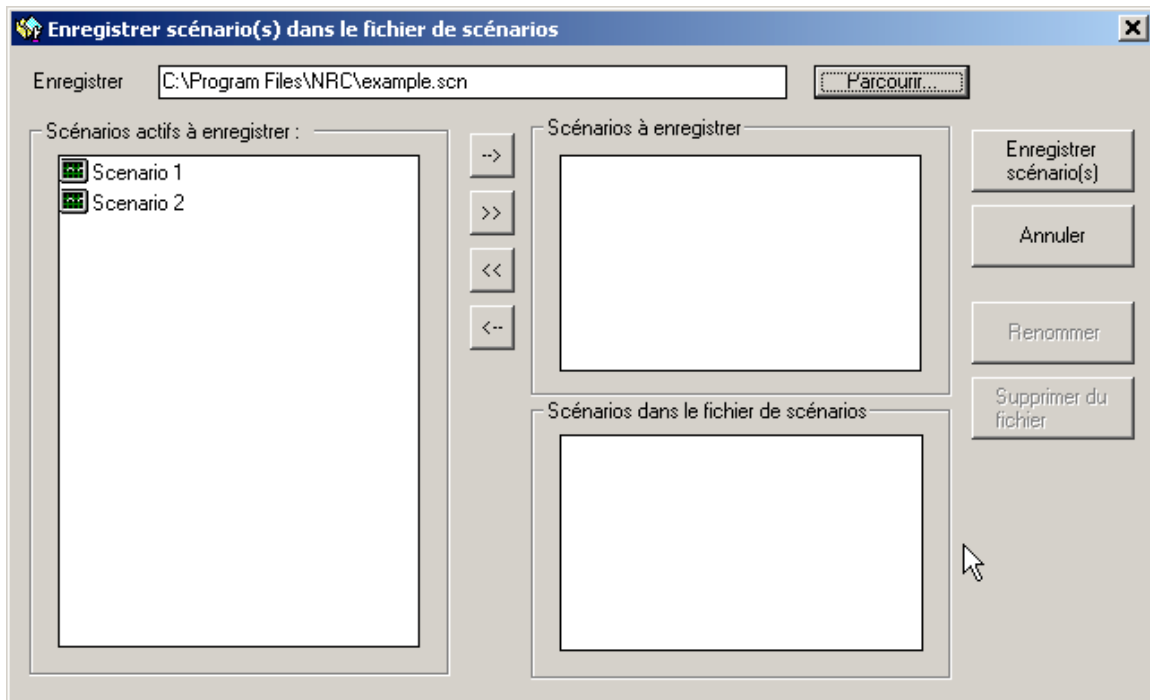 Enregistrer scénario(s) dans le fichier de scénarios
Enregistrer
C:\Program Files\NRC\example.scn
Parcourir...
Scénarios actifs à enregistrer :
Scenario 1
Scenario 2
-->
>>
<<
<--
Scénarios à enregistrer
Scénarios dans le fichier de scénarios
Enregistrer
scénario(s)
Annuler
Renommer
Supprimer du
fichier